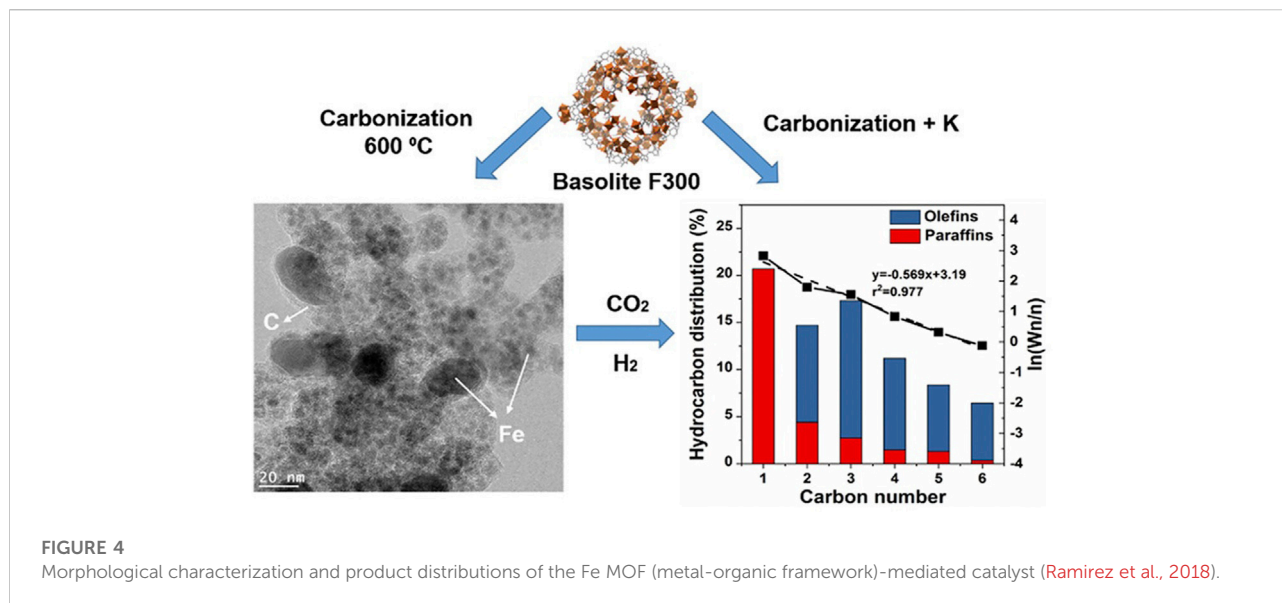 Carbonization
600 ºC
Carbonization + K
Basolite F300
C
Fe
20 nm
CO₂
H₂
Olefins
Paraffins
y=-0.569x+3.19
r²=0.977
Hydrocarbon distribution (%)
25
20
15
10
5
0
4
3
2
1
0
-1
-2
-3
-4
ln(Wn/n)
1 2 3 4 5 6
Carbon number
FIGURE 4
Morphological characterization and product distributions of the Fe MOF (metal-organic framework)-mediated catalyst (Ramirez et al., 2018).